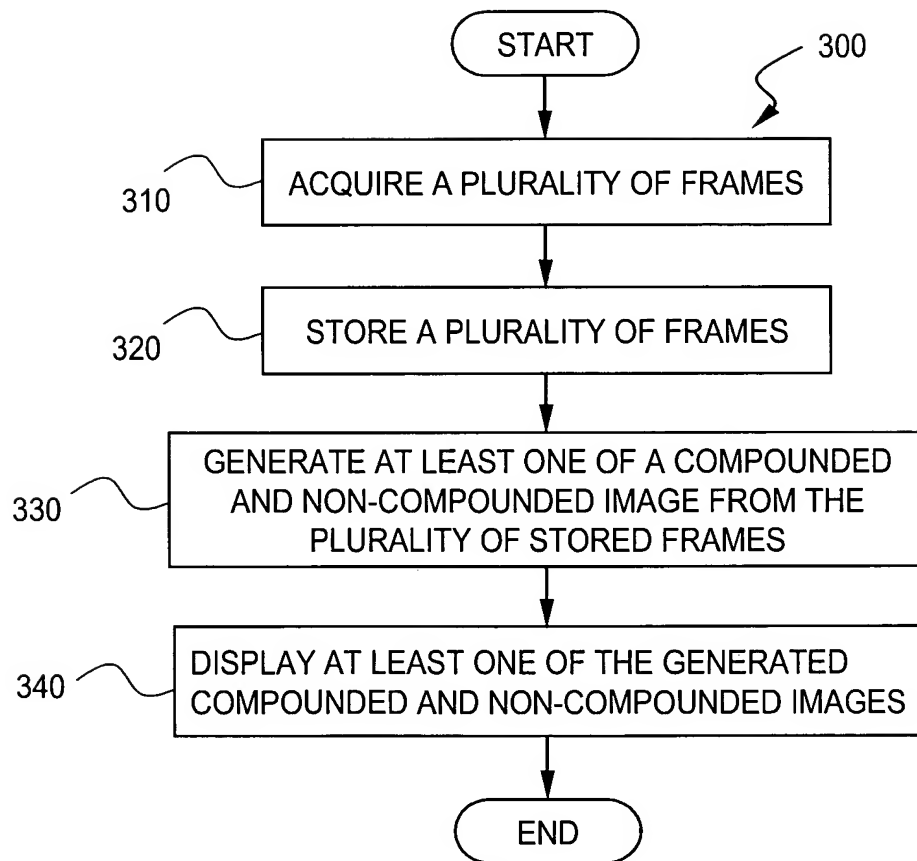 START
300
310
ACQUIRE A PLURALITY OF FRAMES
320
STORE A PLURALITY OF FRAMES
330
GENERATE AT LEAST ONE OF A COMPOUNDED
AND NON-COMPOUNDED IMAGE FROM THE
PLURALITY OF STORED FRAMES
340
DISPLAY AT LEAST ONE OF THE GENERATED
COMPOUNDED AND NON-COMPOUNDED IMAGES
END